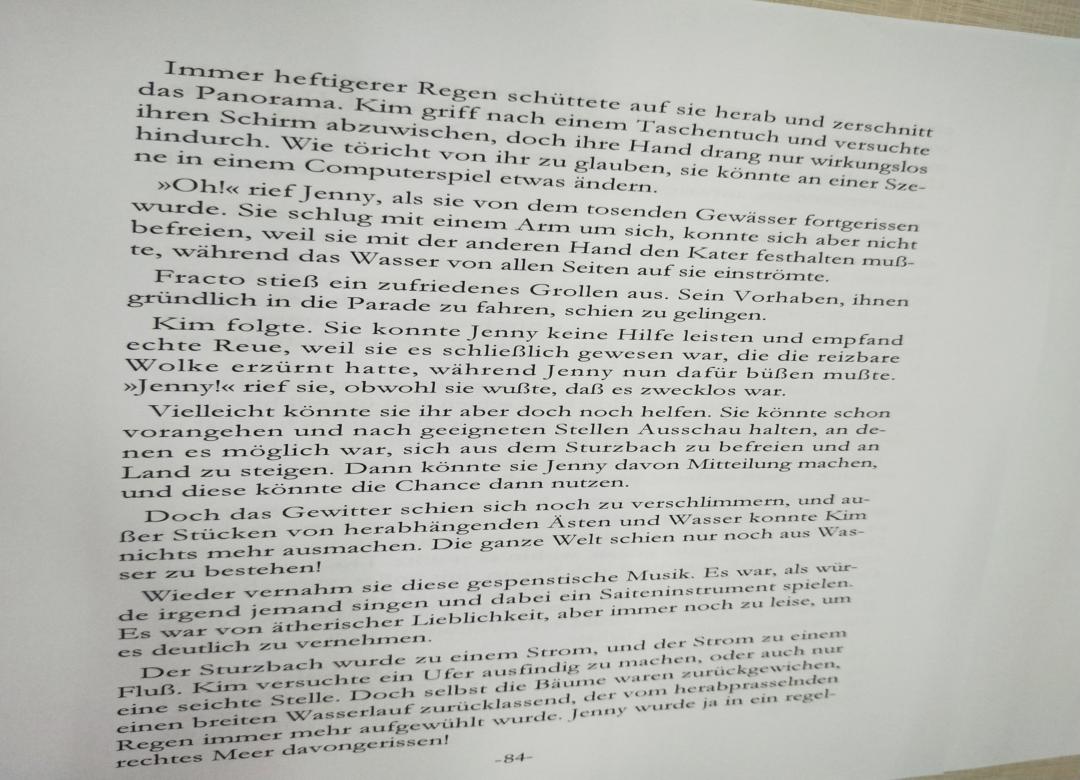 Immer heftigerer Regen schüttete auf sie herab und zerschnitt
das Panorama. Kim griff nach einem Taschentuch und versuchte
ihren Schirm abzuwischen, doch ihre Hand drang nur wirkungslos
hindurch. Wie töricht von ihr zu glauben, sie könnte an einer Sze-
ne in einem Computerspiel etwas ändern.
»Oh!« rief Jenny, als sie von dem tosenden Gewässer fortgerissen
wurde. Sie schlug mit einem Arm um sich, konnte sich aber nicht
befreien, weil sie mit der anderen Hand den Kater festhalten muß-
te, während das Wasser von allen Seiten auf sie einströmte.
Fracto stieß ein zufriedenes Grollen aus. Sein Vorhaben, ihnen
gründlich in die Parade zu fahren, schien zu gelingen.
Kim folgte. Sie konnte Jenny keine Hilfe leisten und empfand
echte Reue, weil sie es schließlich gewesen war, die die reizbare
Wolke erzürnt hatte, während Jenny nun dafür büßen mußte.
»Jenny!« rief sie, obwohl sie wußte, daß es zwecklos war.
Vielleicht könnte sie ihr aber doch noch helfen. Sie könnte schon
vorangehen und nach geeigneten Stellen Ausschau halten, an de-
nen es möglich war, sich aus dem Sturzbach zu befreien und an
Land zu steigen. Dann könnte sie Jenny davon Mitteilung machen,
und diese könnte die Chance dann nutzen.
Doch das Gewitter schien sich noch zu verschlimmern, und au-
ßer Stücken von herabhängenden Ästen und Wasser konnte Kim
nichts mehr ausmachen. Die ganze Welt schien nur noch aus Was-
ser zu bestehen!
Wieder vernahm sie diese gespenstische Musik. Es war, als wür-
de irgend jemand singen und dabei ein Saiteninstrument spielen.
Es war von ätherischer Lieblichkeit, aber immer noch zu leise, um
es deutlich zu vernehmen.
Der Sturzbach wurde zu einem Strom, und der Strom zu einem
Fluß. Kim versuchte ein Ufer ausfindig zu machen, oder auch nur
eine seichte Stelle. Doch selbst die Bäume waren zurückgewichen,
einen breiten Wasserlauf zurücklassend, der vom herabprasselnden
Regen immer mehr aufgewühlt wurde. Jenny wurde ja in ein regel-
rechtes Meer davongerissen!
-84-